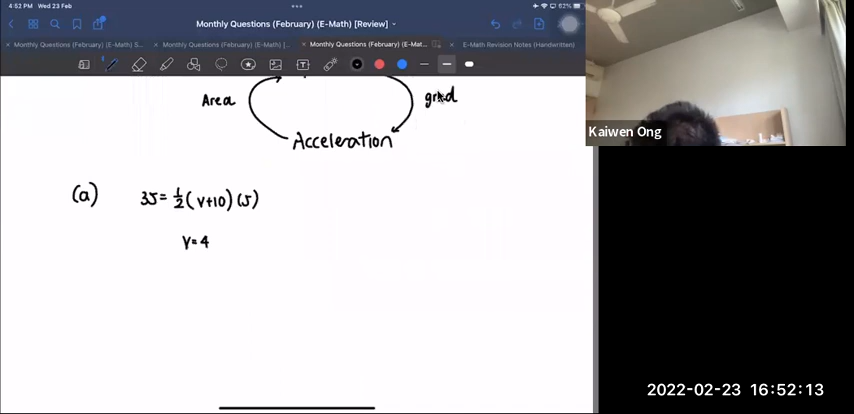 4:52 PM Wed 23 Feb
62%
Monthly Questions (February) (E-Math) [Review]
Monthly Questions (February) (E-Math) S...
Monthly Questions (February) (E-Math) [...
Monthly Questions (February) (E-Mat...
E-Math Revision Notes (Handwritten)
Area
grad
Acceleration
(a) 35 = 1/2 (v+10) (5)
v = 4
Kaiwen Ong
2022-02-23 16:52:13